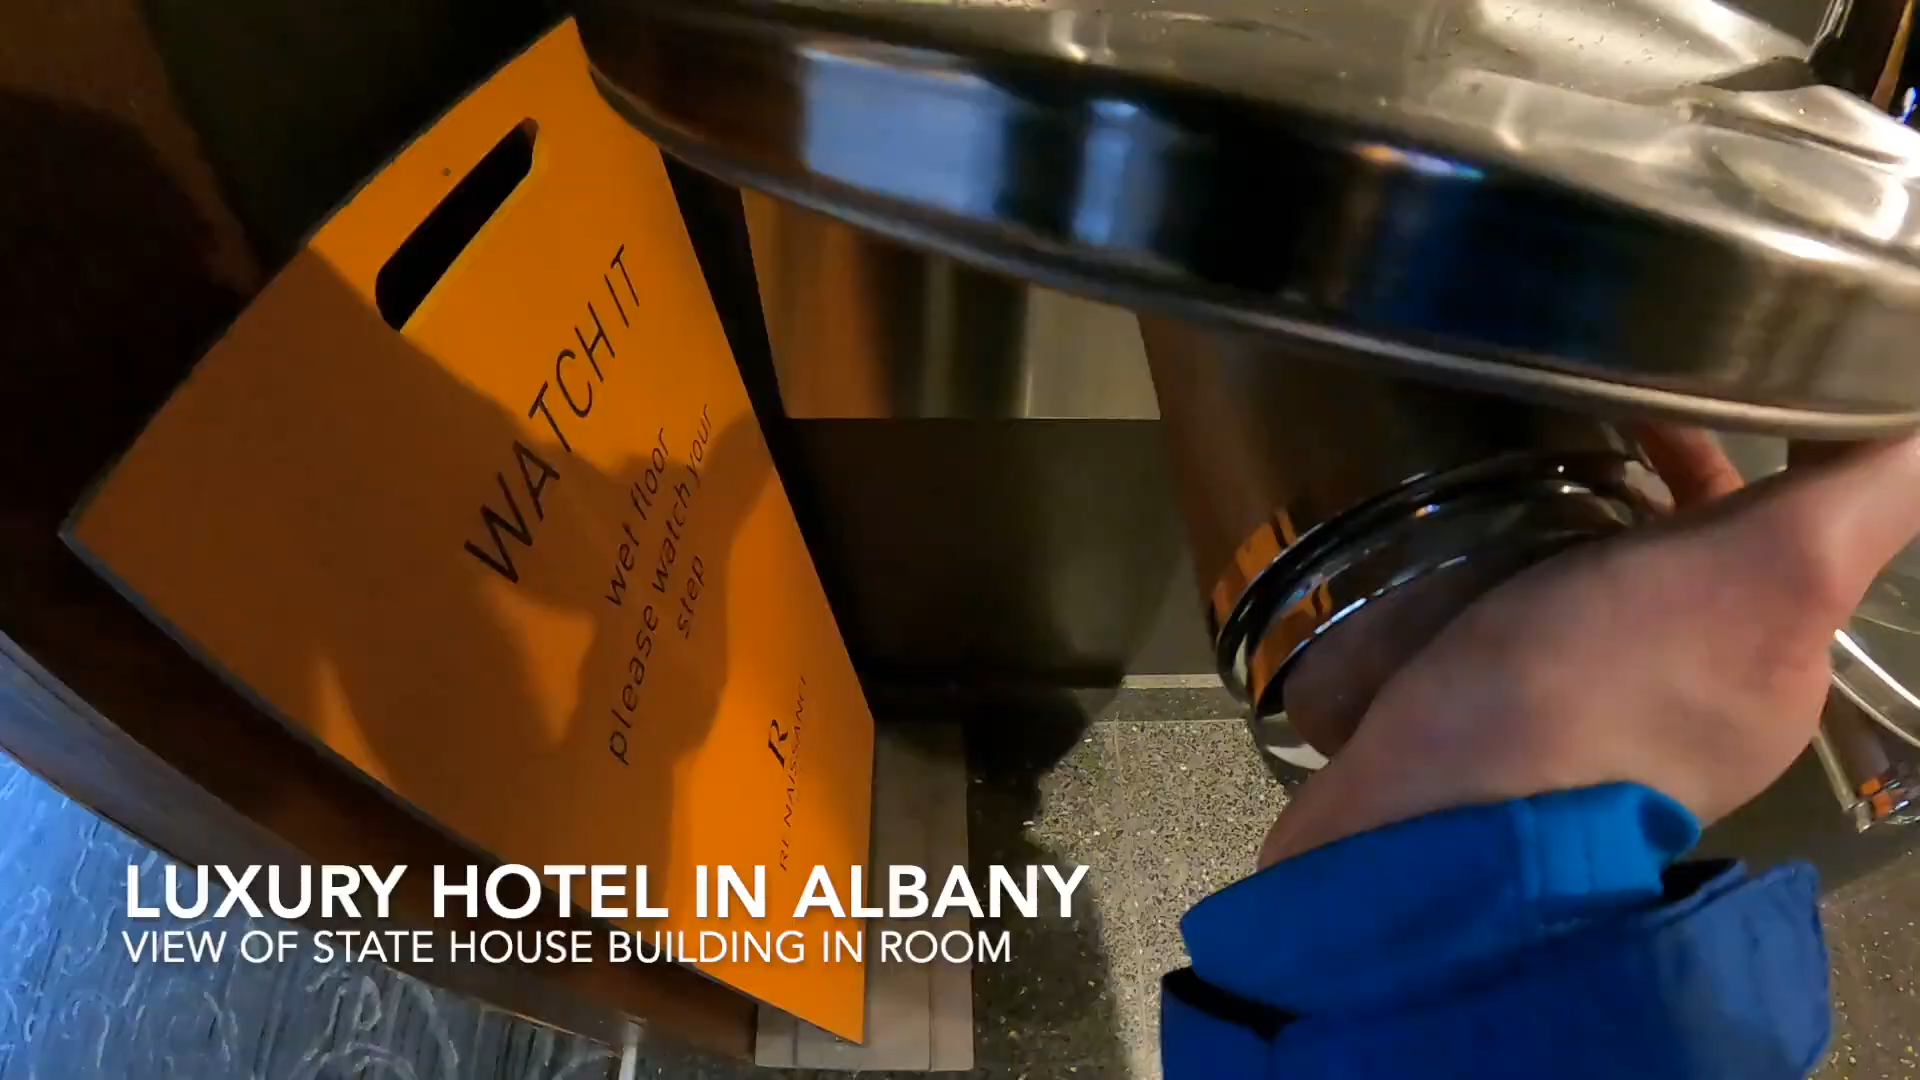 WATCH IT
wet floor
please watch your
step
R
RENAISSANCE
LUXURY HOTEL IN ALBANY
VIEW OF STATE HOUSE BUILDING IN ROOM